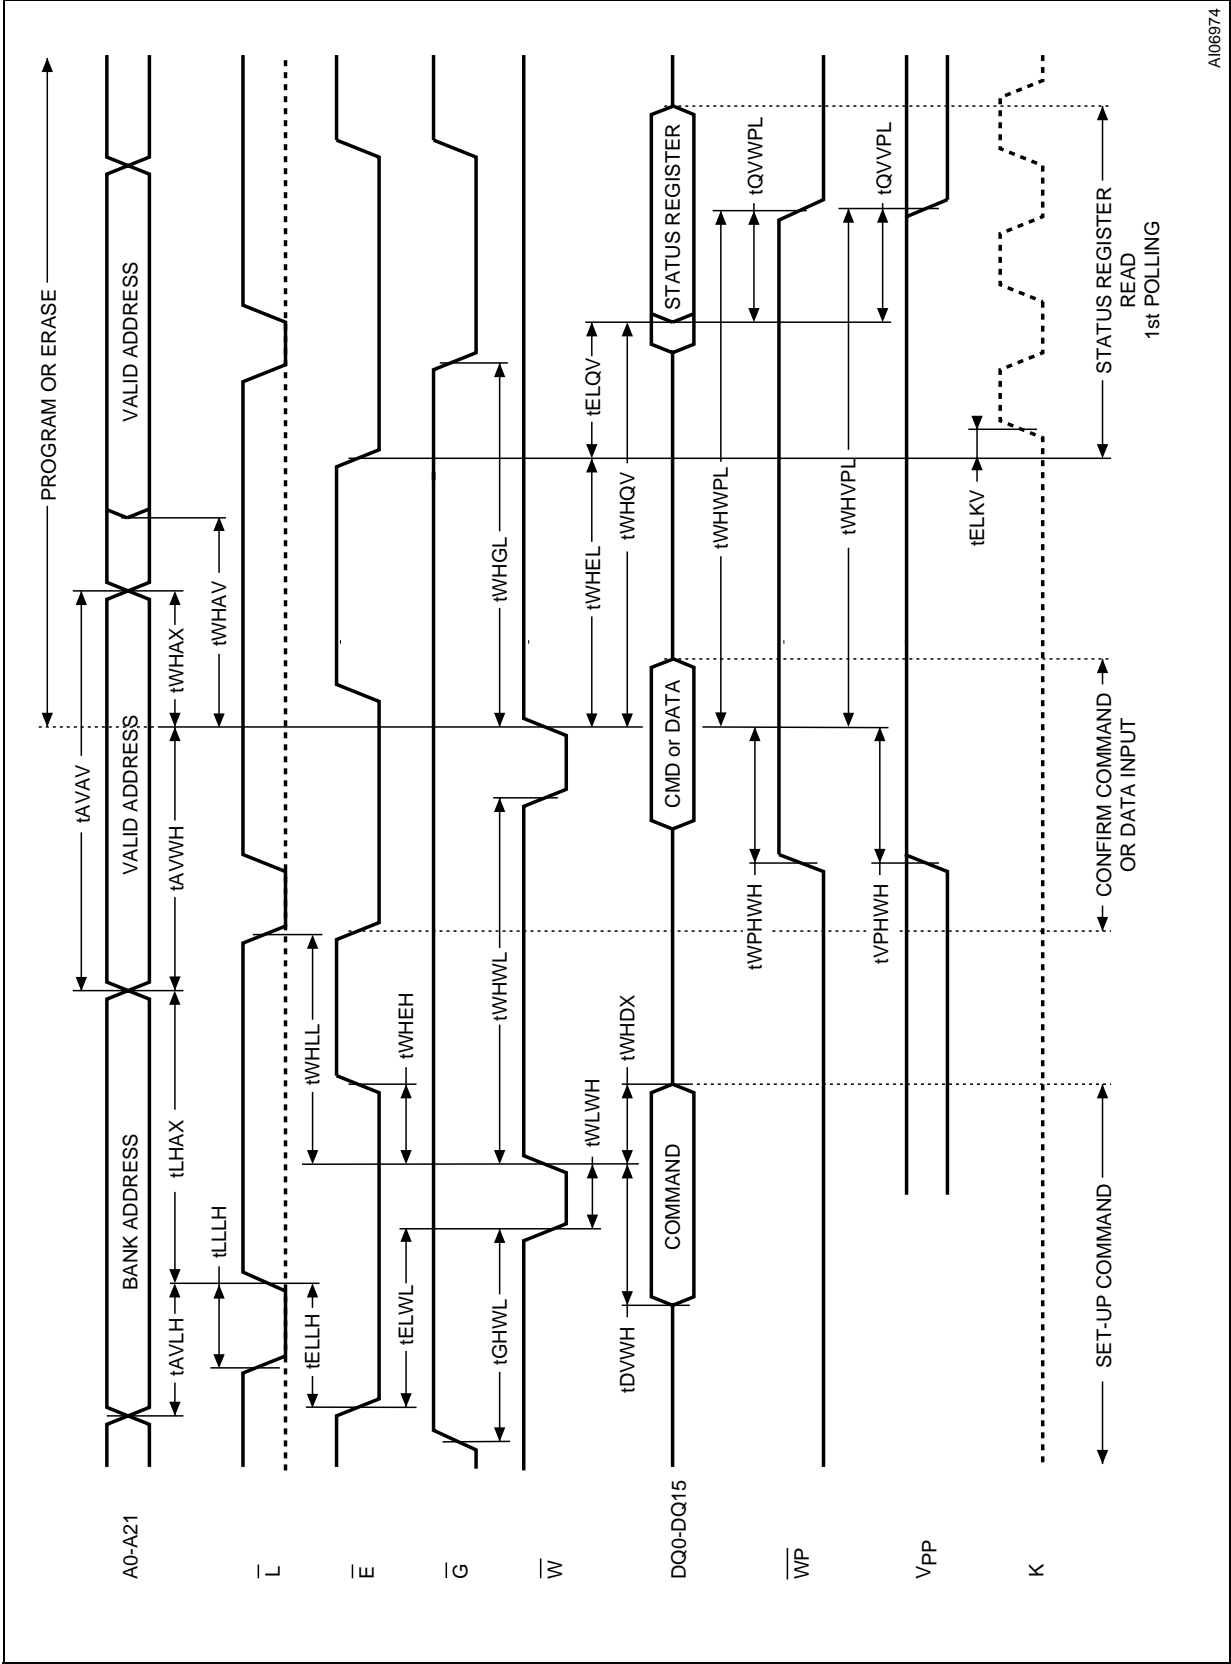 PROGRAM OR ERASE
tAVAV
A0-A21
BANK ADDRESS
VALID ADDRESS
VALID ADDRESS
tAVLH
tLHAX
tAVWH
tWHAX
tLLLH
tWHAV
L
tELLH
tWHLL
E
tELWL
tWHEH
G
tGHWL
tWHWL
tWHGL
W
tWLWH
tWHEL
tELQV
tDVWH
tWHDX
tWHQV
DQ0-DQ15
COMMAND
CMD or DATA
STATUS REGISTER
tWHWPL
tWPHWH
tQVWPL
WP
tWHVPL
tVPHWH
tQVVPL
VPP
tELKV
K
SET-UP COMMAND
CONFIRM COMMAND
OR DATA INPUT
STATUS REGISTER
READ
1st POLLING
AI06974